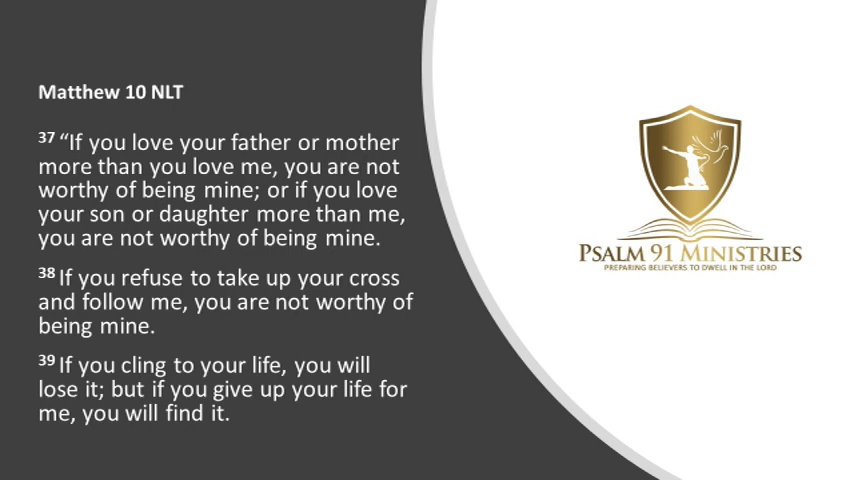 Matthew 10 NLT
37 “If you love your father or mother
more than you love me, you are not
worthy of being mine; or if you love
your son or daughter more than me,
you are not worthy of being mine.
38 If you refuse to take up your cross
and follow me, you are not worthy of
being mine.
39 If you cling to your life, you will
lose it; but if you give up your life for
me, you will find it.
PSALM 91 MINISTRIES
PREPARING BELIEVERS TO DWELL IN THE LORD